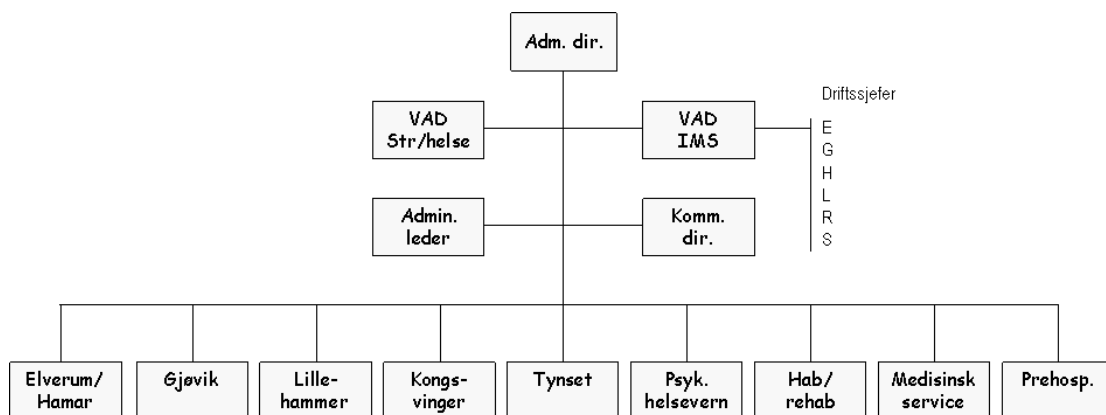 Adm. dir.
Driftssjefer
VAD
Str/helse
VAD
IMS
E
G
H
L
R
S
Admin.
leder
Komm.
dir.
Elverum/
Hamar
Gjøvik
Lille-
hammer
Kongs-
vinger
Tynset
Psyk.
helsevern
Hab/
rehab
Medisinsk
service
Prehosp.